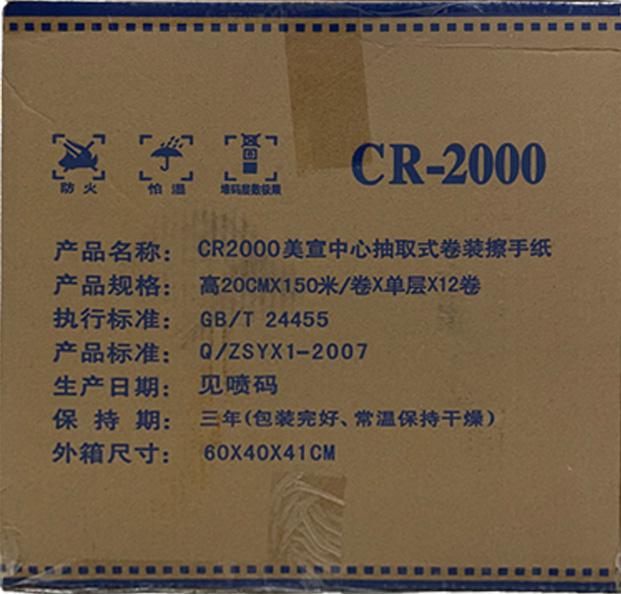 CR-2000
防火
怕湿
堆码层数极限
产品名称： CR2000美宣中心抽取式卷装擦手纸
产品规格： 高20CMX150米/卷X单层X12卷
执行标准： GB/T 24455
产品标准： Q/ZSYX1-2007
生产日期： 见喷码
保 持 期： 三年(包装完好、常温保持干燥)
外箱尺寸： 60X40X41CM